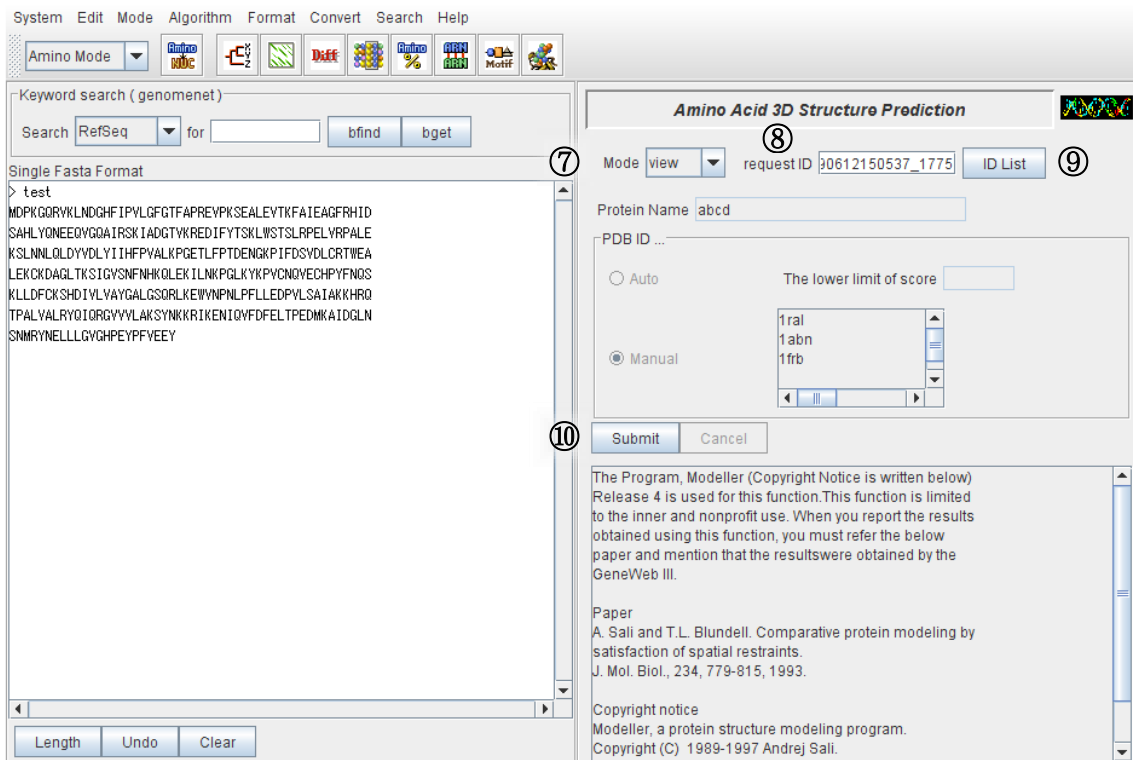 System Edit Mode Algorithm Format Convert Search Help
Amino Mode
Amino NUC
XYZ
Diff
Amino %
ARN ARN
Motif
Keyword search ( genomenet )
Search RefSeq for bfind bget
Single Fasta Format
> test
MDPKGQRVKLNDGHFIPVLGFGTFAPREVPKSEALEVTKFAIEAGFRHID
SAHLYQNEEQVGQAIRSKIADGTVKREDIFYTSKLWSTSLRPELVRPALE
KSLNNLQLDYVDLYIIHFPVALKPGETLFPTDENGKPIFDSVDLCRTWEA
LEKCKDAGLTKSIGVSNFNHKQLEKILNKPGLKYKPVCNQVECHPYFNQS
KLLDFCKSHDIVLVAYGALGSQRLKEWVNPNLPFLLEDPVLSAIAKKHRQ
TPALVALRYQIQRGVVVLAKSYNKKRIKENIQVFDFELTPEDMKAIDGLN
SNMRYNELLLGVGHPEYPFVEEY
Length Undo Clear
Amino Acid 3D Structure Prediction
⑧
⑦ Mode view request ID 90612150537_1775 ID List ⑨
Protein Name abcd
PDB ID ...
Auto The lower limit of score
1ral
1abn
Manual 1frb
⑩ Submit Cancel
The Program, Modeller (Copyright Notice is written below)
Release 4 is used for this function.This function is limited
to the inner and nonprofit use. When you report the results
obtained using this function, you must refer the below
paper and mention that the resultswere obtained by the
GeneWeb III.
Paper
A. Sali and T.L. Blundell. Comparative protein modeling by
satisfaction of spatial restraints.
J. Mol. Biol., 234, 779-815, 1993.
Copyright notice
Modeller, a protein structure modeling program.
Copyright (C) 1989-1997 Andrej Sali.